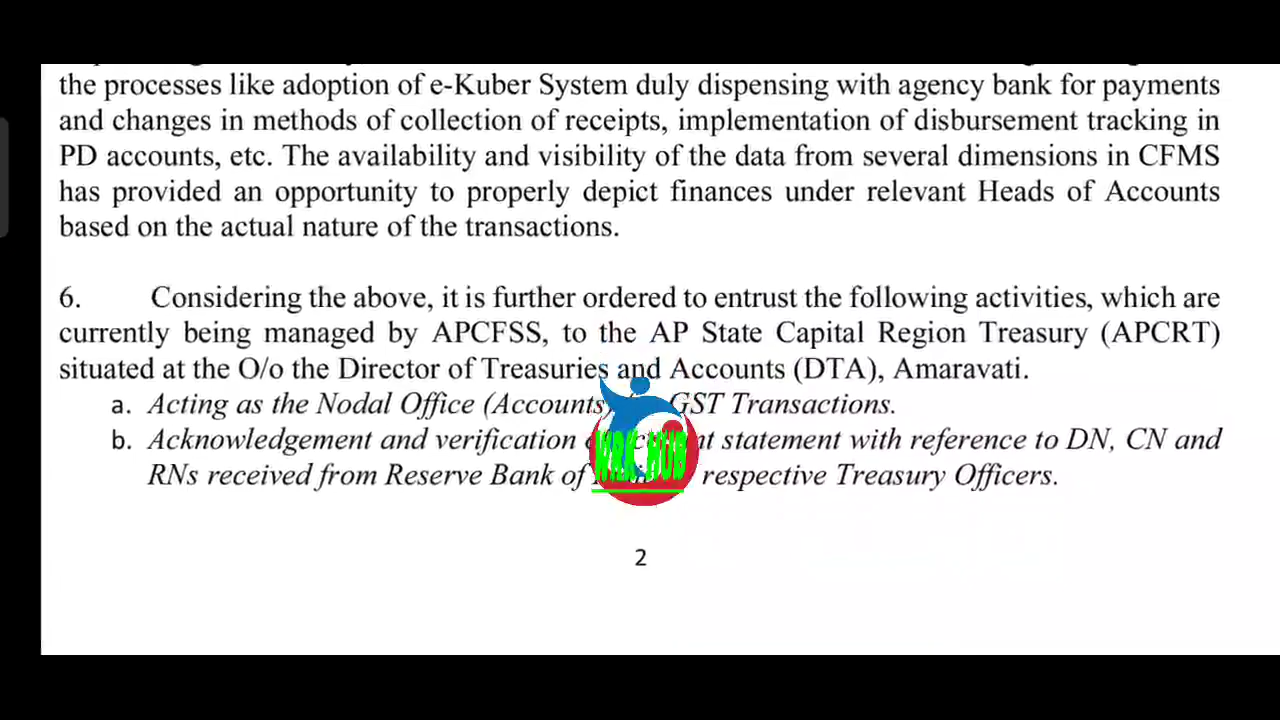 the processes like adoption of e-Kuber System duly dispensing with agency bank for payments
and changes in methods of collection of receipts, implementation of disbursement tracking in
PD accounts, etc. The availability and visibility of the data from several dimensions in CFMS
has provided an opportunity to properly depict finances under relevant Heads of Accounts
based on the actual nature of the transactions.
6. Considering the above, it is further ordered to entrust the following activities, which are
currently being managed by APCFSS, to the AP State Capital Region Treasury (APCRT)
situated at the O/o the Director of Treasuries and Accounts (DTA), Amaravati.
a. Acting as the Nodal Office (Accounts) GST Transactions.
b. Acknowledgement and verification statement with reference to DN, CN and
RNs received from Reserve Bank of respective Treasury Officers.
WRK HUB
2